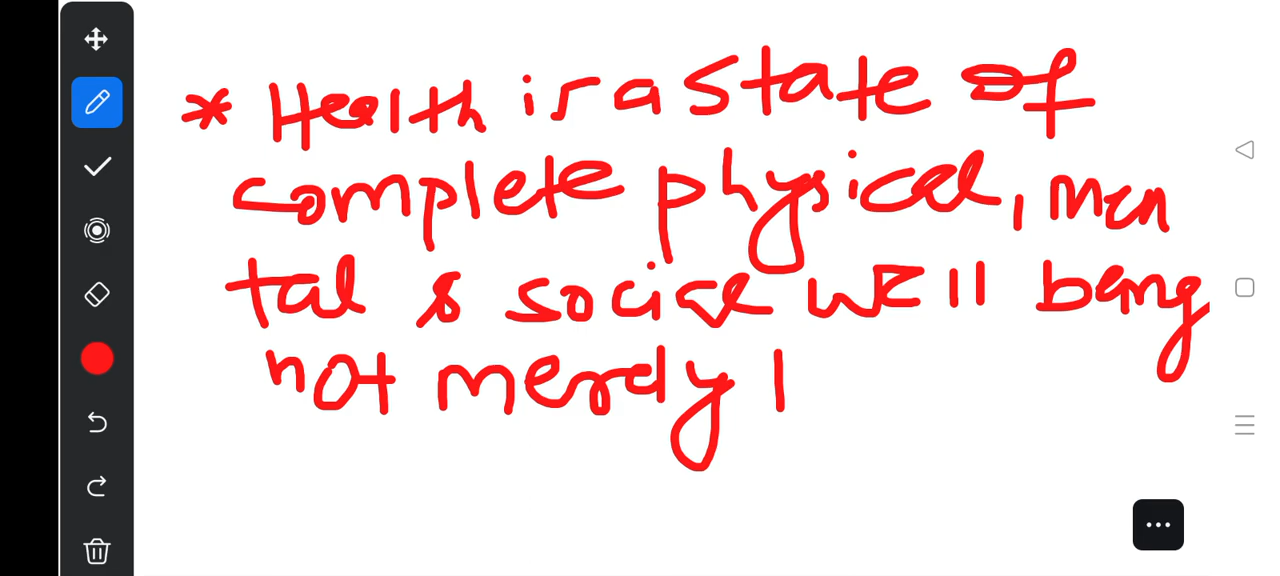 * Health is a state of
complete physical, men
tal & social well being
not merely |